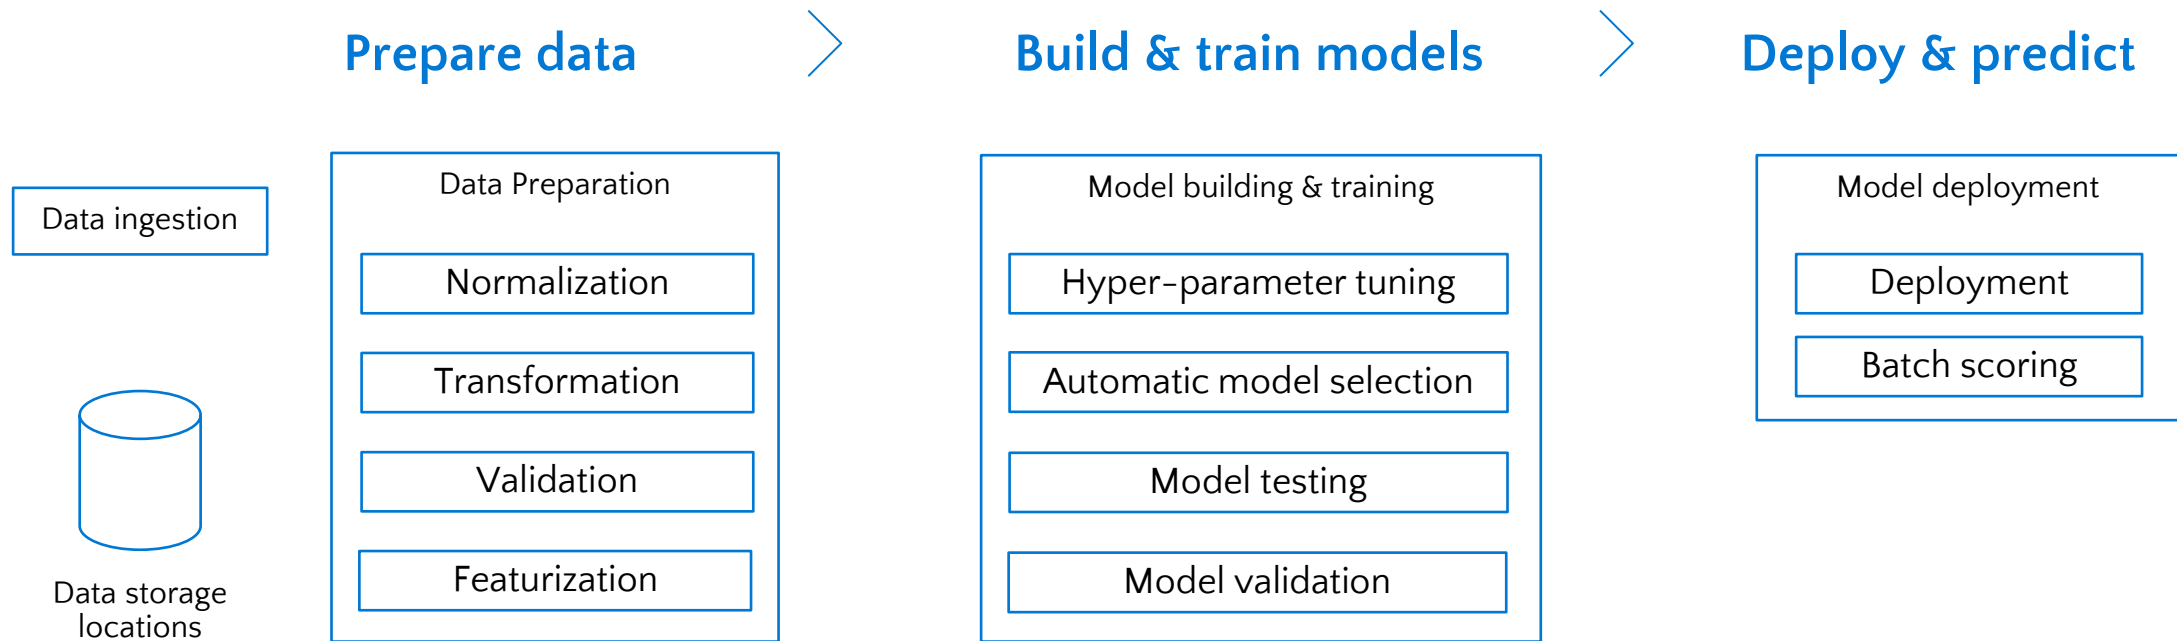 Prepare data
Build & train models
Deploy & predict
Data ingestion
Data storage
locations
Data Preparation
Normalization
Transformation
Validation
Featurization
Model building & training
Hyper-parameter tuning
Automatic model selection
Model testing
Model validation
Model deployment
Deployment
Batch scoring